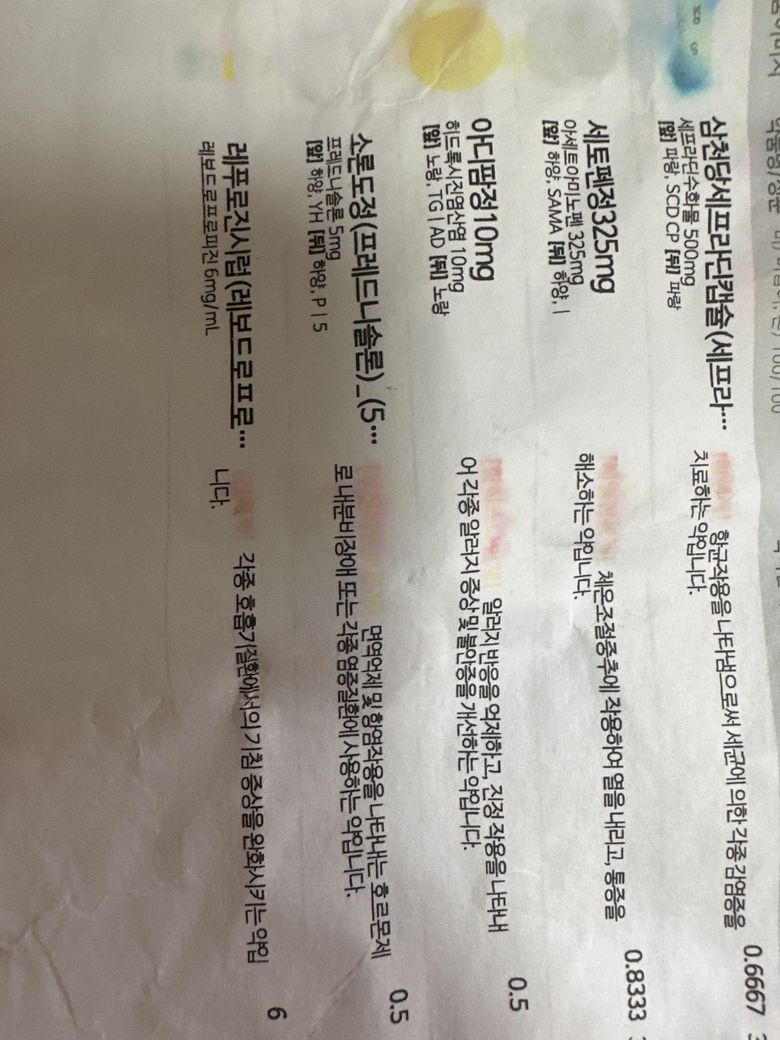 삼천당세프라딘캡슐(세프라…
세프라딘수화물 500mg
[앞] 파랑, SCD CP [뒤] 파랑
항균작용을 나타냄으로써 세균에 의한 각종 감염증을
치료하는 약입니다.
0.6667
세토펜정325mg
아세트아미노펜 325mg
[앞] 하양, SAMA [뒤] 하양, |
체온조절중추에 작용하여 열을 내리고, 통증을
해소하는 약입니다.
0.8333
아디팜정10mg
히드록시진염산염 10mg
[앞] 노랑, TG | AD [뒤] 노랑
알러지 반응을 억제하고, 진정 작용을 나타내
어 각종 알러지 증상 및 불안증을 개선하는 약입니다.
0.5
소론도정(프레드니솔론)_(5…
프레드니솔론 5mg
[앞] 하양, YH [뒤] 하양, P | 5
면역억제 및 항염작용을 나타내는 호르몬제
로 내분비장애 또는 각종 염증질환에 사용하는 약입니다.
0.5
레푸로진시럽(레보드로프로…
레보드로프로피진 6mg/mL
각종 호흡기 질환에서의 기침 증상을 완화시키는 약입
니다.
6